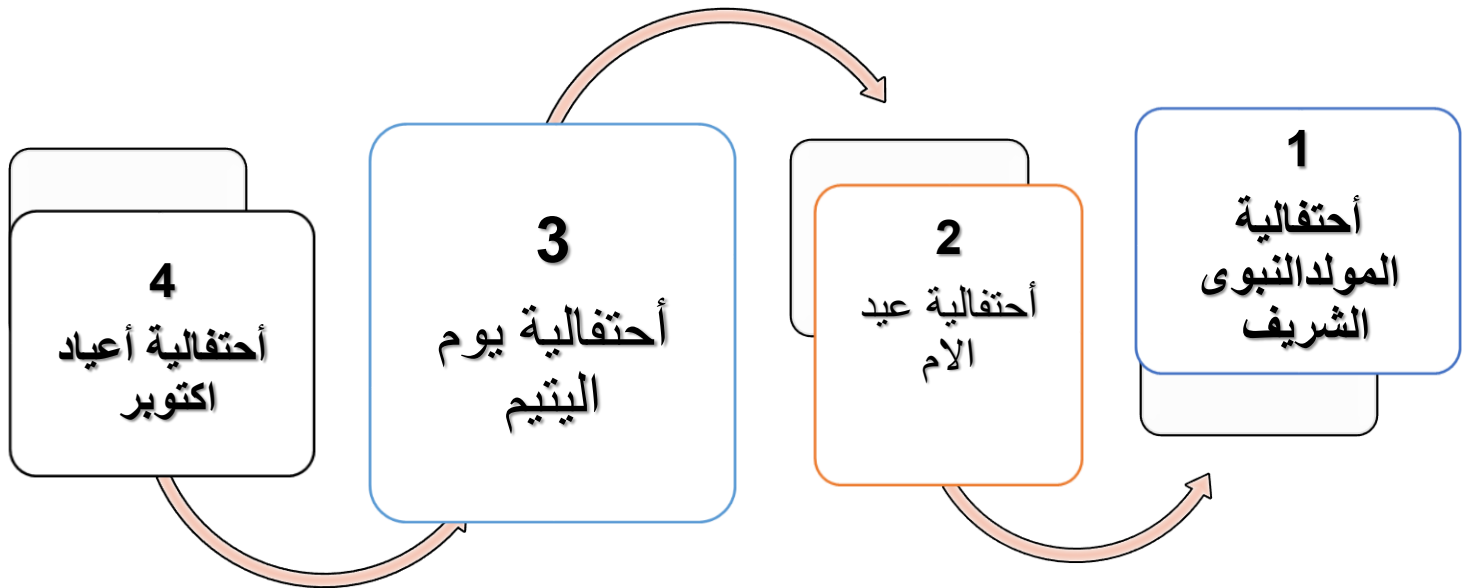 1
أحتفالية
المولدالنبوى
الشريف
2
أحتفالية عيد
الام
3
أحتفالية يوم
اليتيم
4
أحتفالية أعياد
اكتوبر